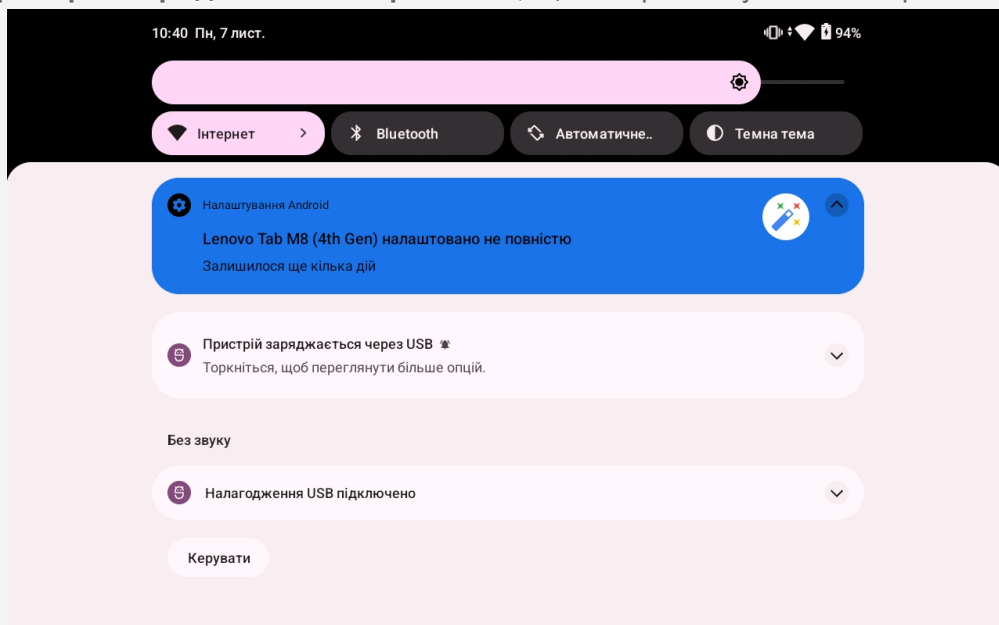 10:40 Пн, 7 лист.
94%
Інтернет
Bluetooth
Автоматичне..
Темна тема
Налаштування Android
Lenovo Tab M8 (4th Gen) налаштовано не повністю
Залишилося ще кілька дій
Пристрій заряджається через USB
Торкніться, щоб переглянути більше опцій.
Без звуку
Налагодження USB підключено
Керувати